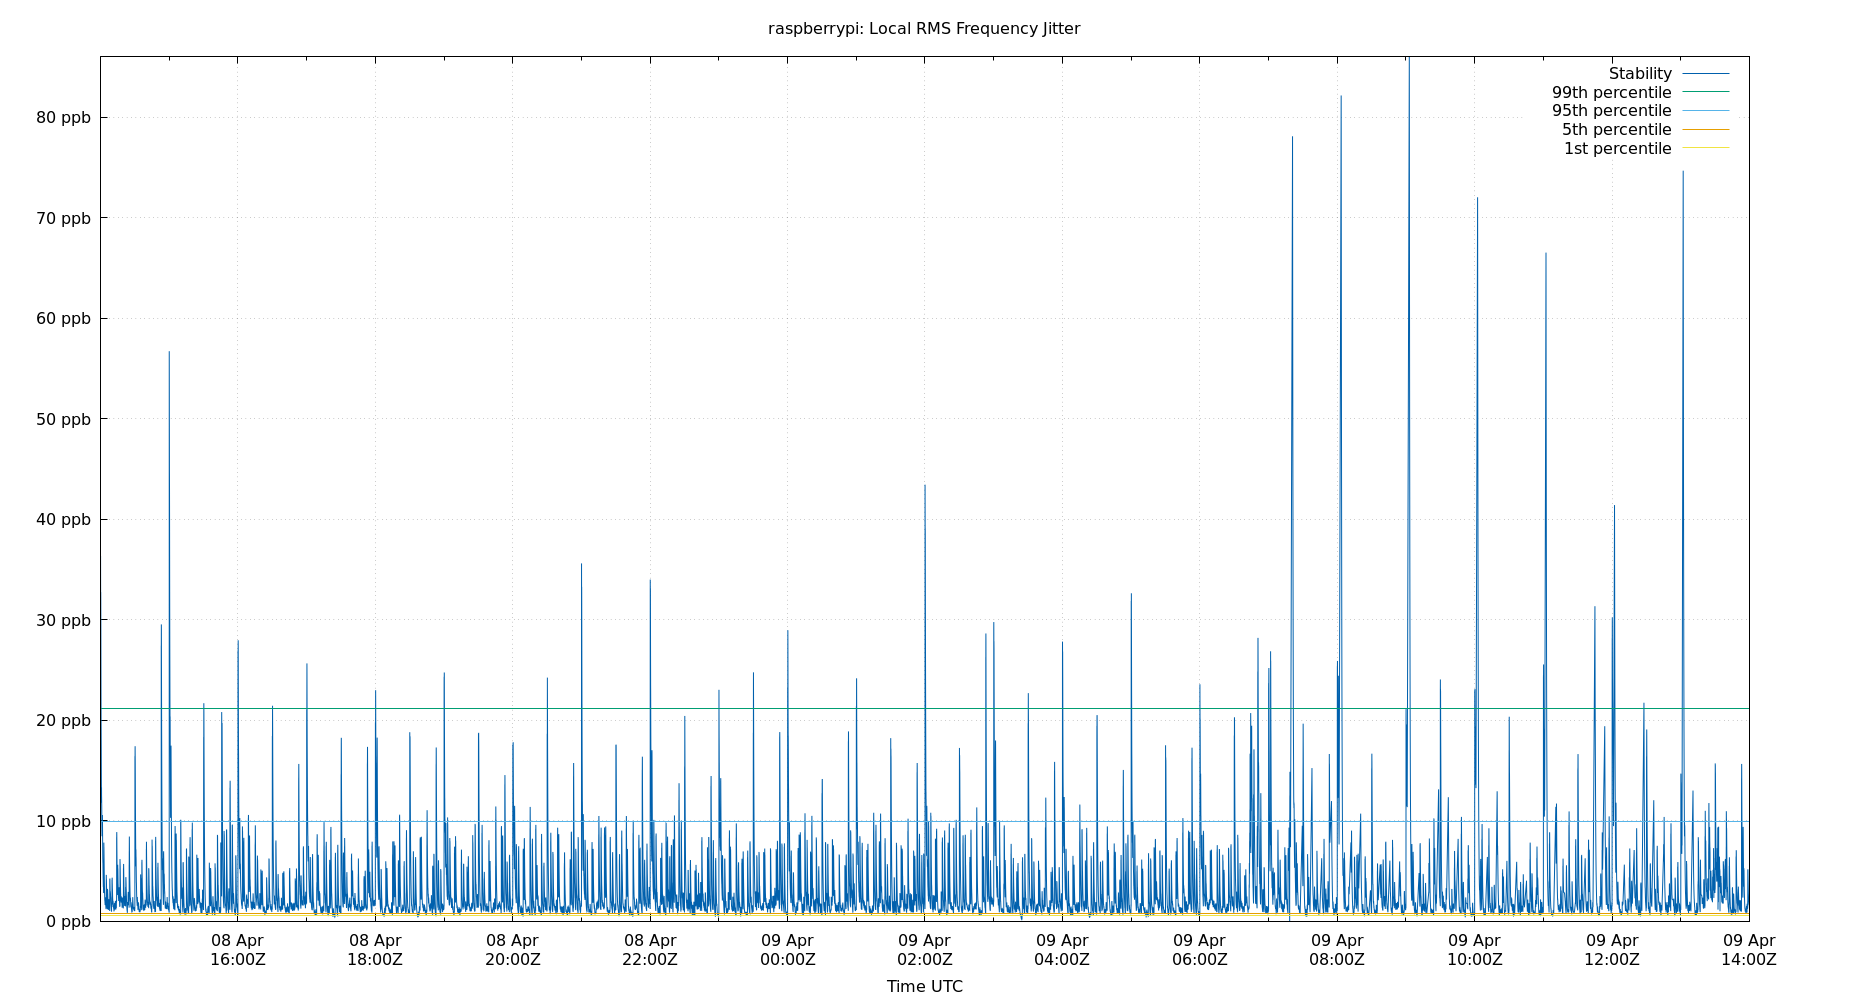 raspberrypi: Local RMS Frequency Jitter
Stability
99th percentile
95th percentile
5th percentile
1st percentile
80 ppb
70 ppb
60 ppb
50 ppb
40 ppb
30 ppb
20 ppb
10 ppb
0 ppb
08 Apr 08 Apr 08 Apr 08 Apr 09 Apr 09 Apr 09 Apr 09 Apr 09 Apr 09 Apr 09 Apr 09 Apr
16:00Z 18:00Z 20:00Z 22:00Z 00:00Z 02:00Z 04:00Z 06:00Z 08:00Z 10:00Z 12:00Z 14:00Z
Time UTC